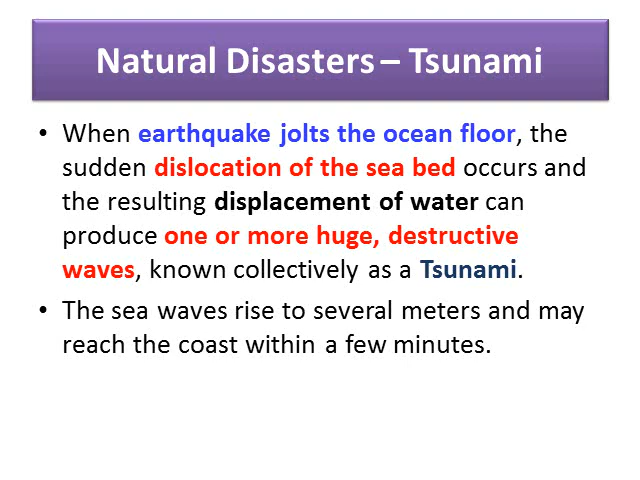 Natural Disasters – Tsunami
• When earthquake jolts the ocean floor, the
sudden dislocation of the sea bed occurs and
the resulting displacement of water can
produce one or more huge, destructive
waves, known collectively as a Tsunami.
• The sea waves rise to several meters and may
reach the coast within a few minutes.